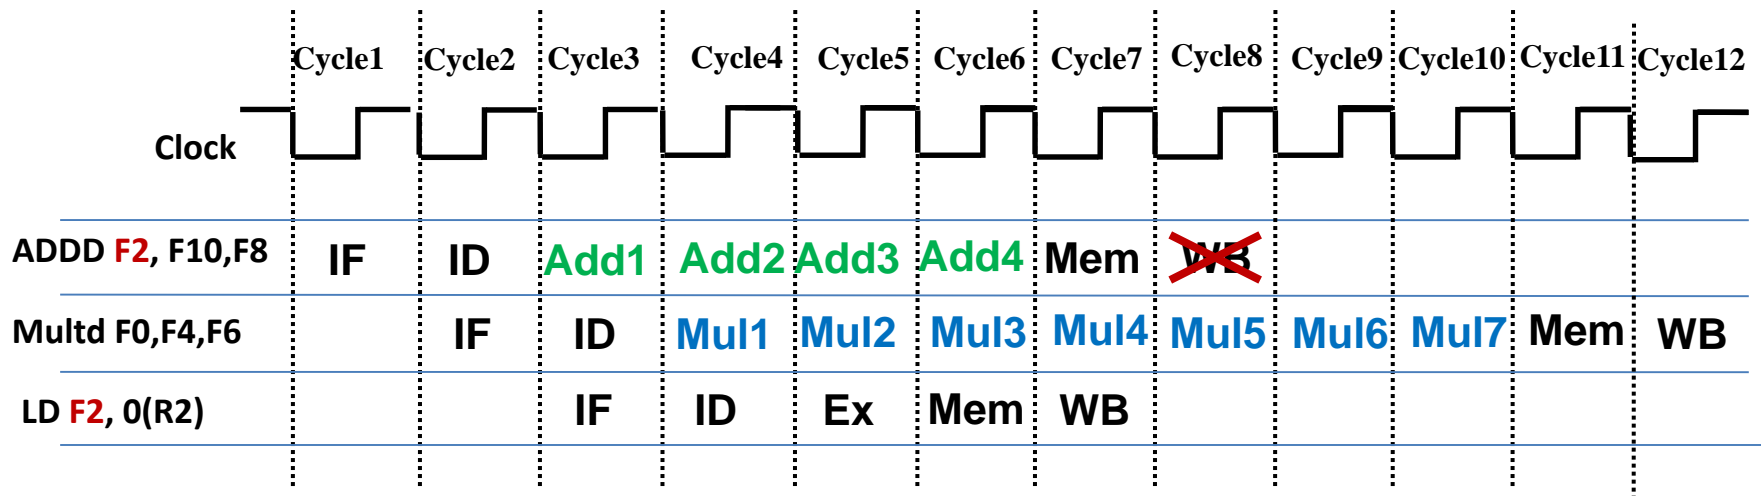 Cycle1 Cycle2 Cycle3 Cycle4 Cycle5 Cycle6 Cycle7 Cycle8 Cycle9 Cycle10 Cycle11 Cycle12
Clock
ADDD F2, F10,F8 IF ID Add1 Add2 Add3 Add4 Mem WB
Multd F0,F4,F6 IF ID Mul1 Mul2 Mul3 Mul4 Mul5 Mul6 Mul7 Mem WB
LD F2, 0(R2) IF ID Ex Mem WB